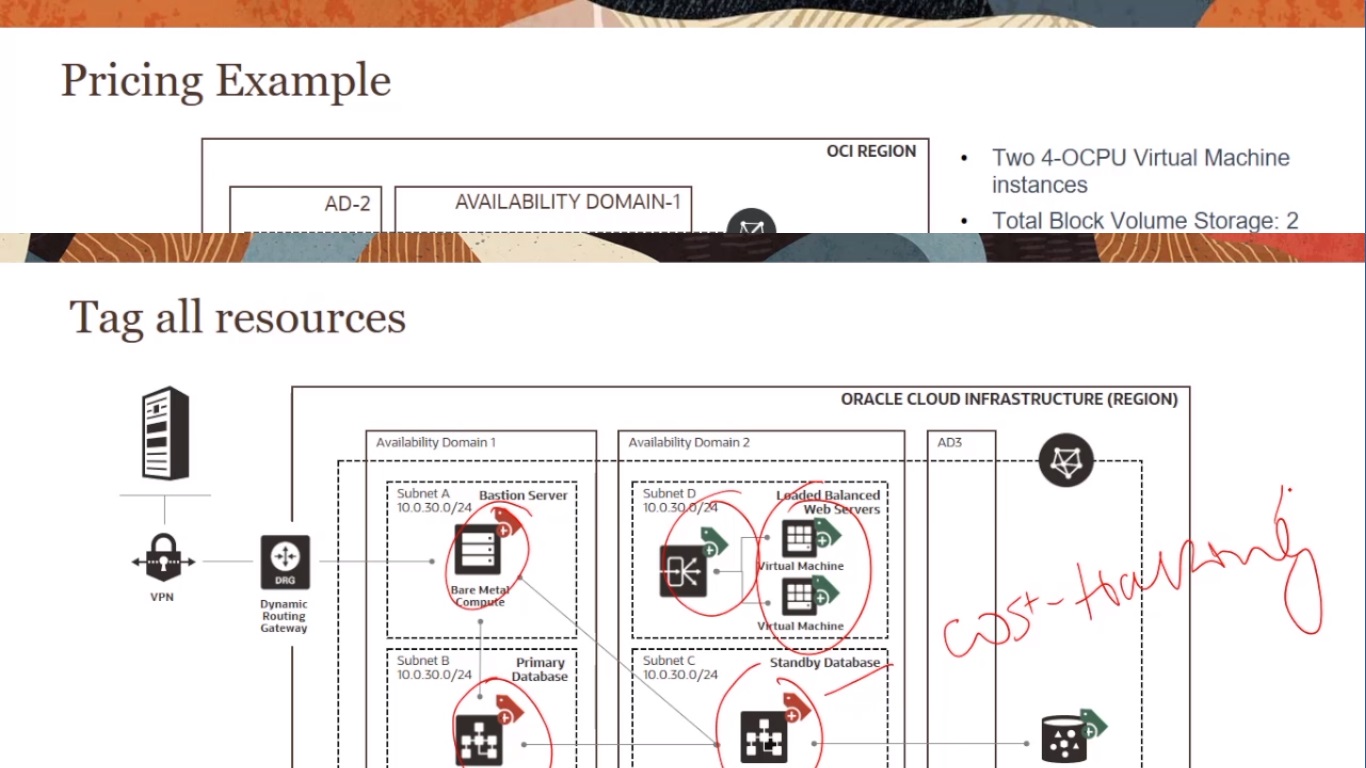 Pricing Example
OCI REGION
AD-2
AVAILABILITY DOMAIN-1
• Two 4-OCPU Virtual Machine
instances
• Total Block Volume Storage: 2
Tag all resources
ORACLE CLOUD INFRASTRUCTURE (REGION)
Availability Domain 1
Availability Domain 2
AD3
Subnet A
10.0.30.0/24
Bastion Server
Bare Metal
Compute
Subnet D
10.0.30.0/24
Loaded Balanced
Web Servers
Virtual Machine
Virtual Machine
VPN
DRG
Dynamic
Routing
Gateway
cost-tracking
Subnet B
10.0.30.0/24
Primary
Database
Subnet C
10.0.30.0/24
Standby Database